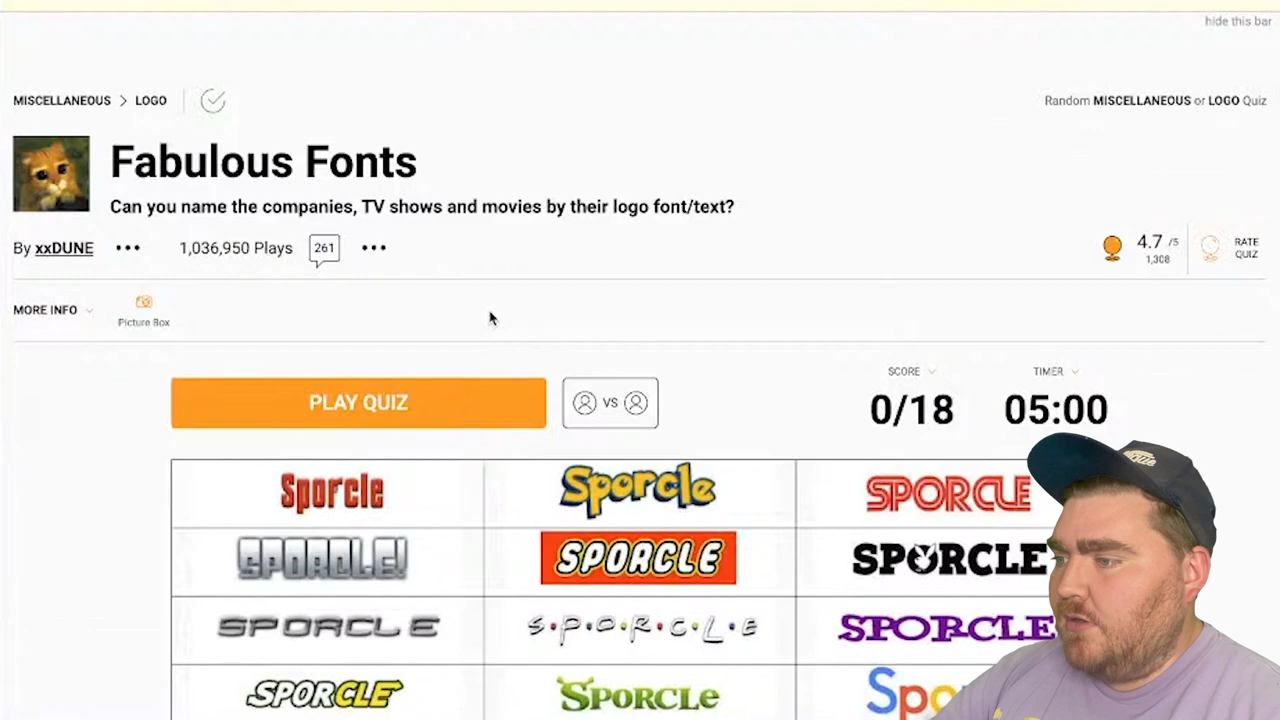 hide this bar
MISCELLANEOUS > LOGO
Random MISCELLANEOUS or LOGO Quiz
Fabulous Fonts
Can you name the companies, TV shows and movies by their logo font/text?
By xxDUNE ••• 1,036,950 Plays 261 •••
4.7 /5
1,308
RATE
QUIZ
MORE INFO
Picture Box
PLAY QUIZ
VS
SCORE
0/18
TIMER
05:00
Sporcle Sporcle SPORCLE
SPORCLE! SPORCLE SPORCLE
SPORCLE S•P•O•R•C•L•E SPORCLE
SPORCLE SPORCLE Spo